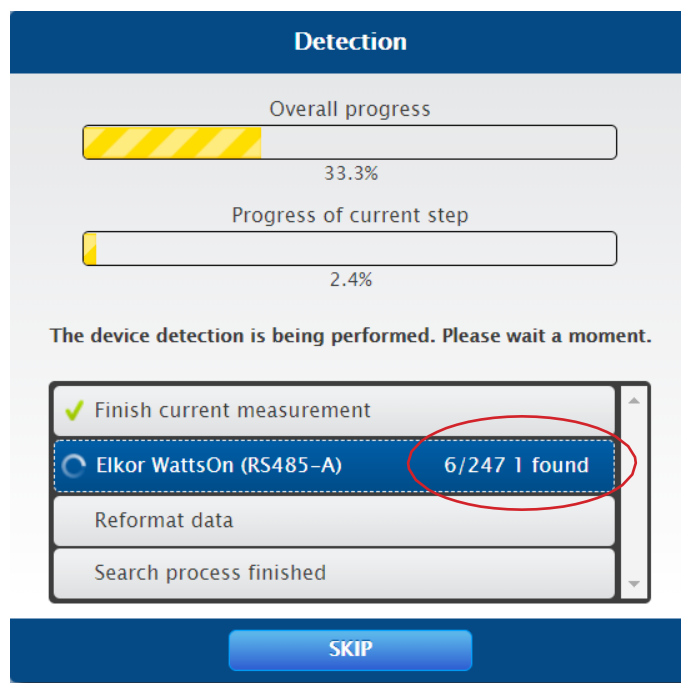 Detection
Overall progress
33.3%
Progress of current step
2.4%
The device detection is being performed. Please wait a moment.
Finish current measurement
Elkor WattsOn (RS485-A) 6/247 1 found
Reformat data
Search process finished
SKIP